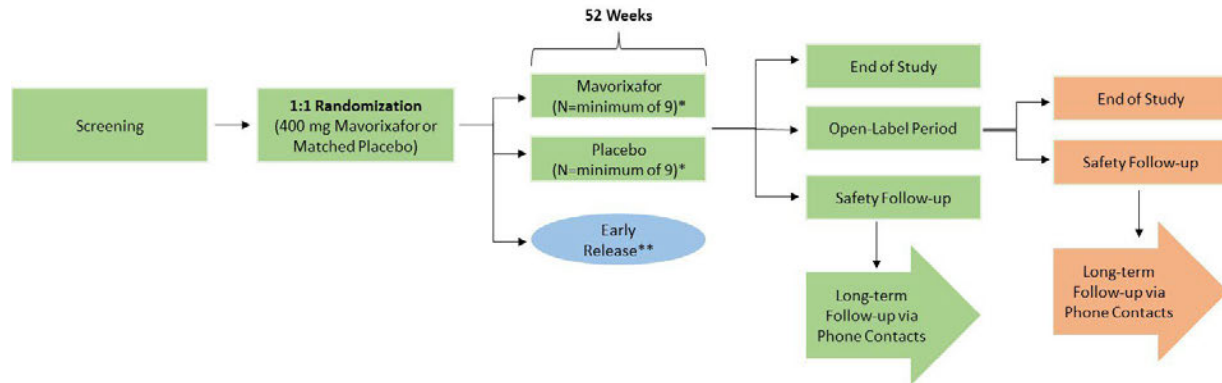 52 Weeks
Screening
1:1 Randomization
(400 mg Mavorixafor or
Matched Placebo)
Mavorixafor
(N=minimum of 9)*
Placebo
(N=minimum of 9)*
Early
Release**
End of Study
Open-Label Period
Safety Follow-up
Long-term
Follow-up via
Phone Contacts
End of Study
Safety Follow-up
Long-term
Follow-up via
Phone Contacts